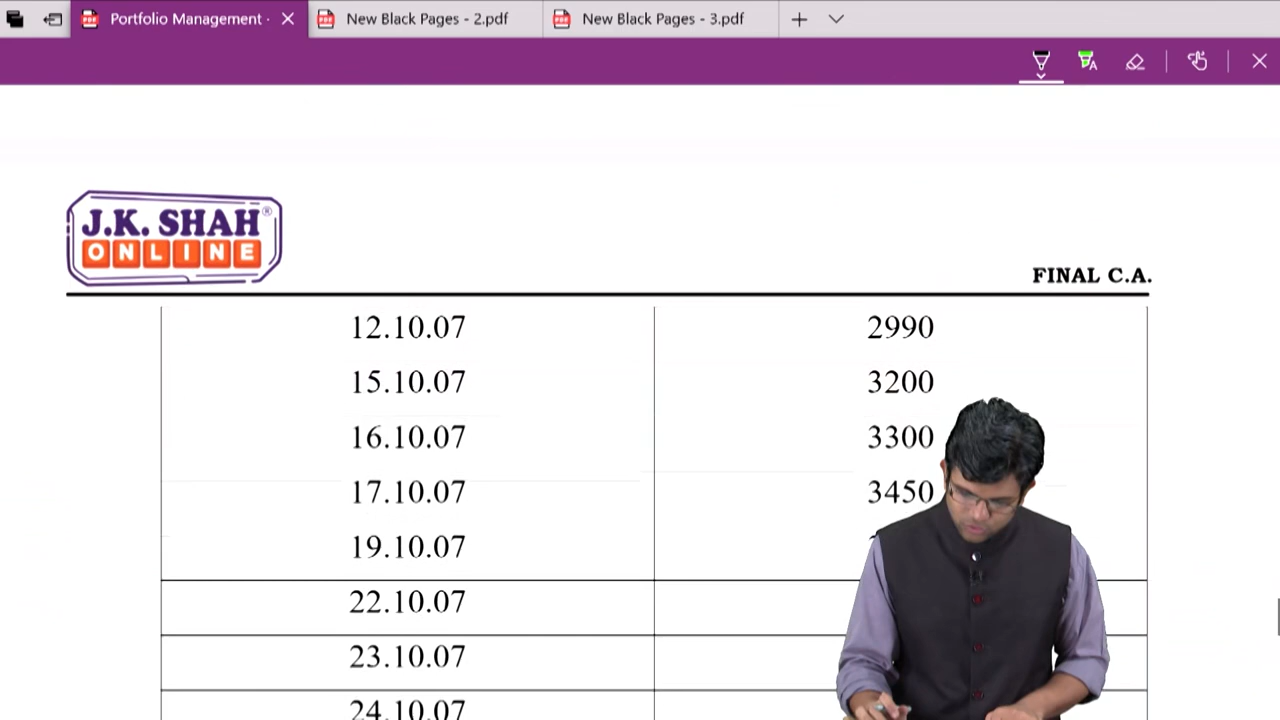 Portfolio Management -
New Black Pages - 2.pdf
New Black Pages - 3.pdf
J.K. SHAH®
ONLINE
FINAL C.A.
12.10.07 2990
15.10.07 3200
16.10.07 3300
17.10.07 3450
19.10.07
22.10.07
23.10.07
24.10.07